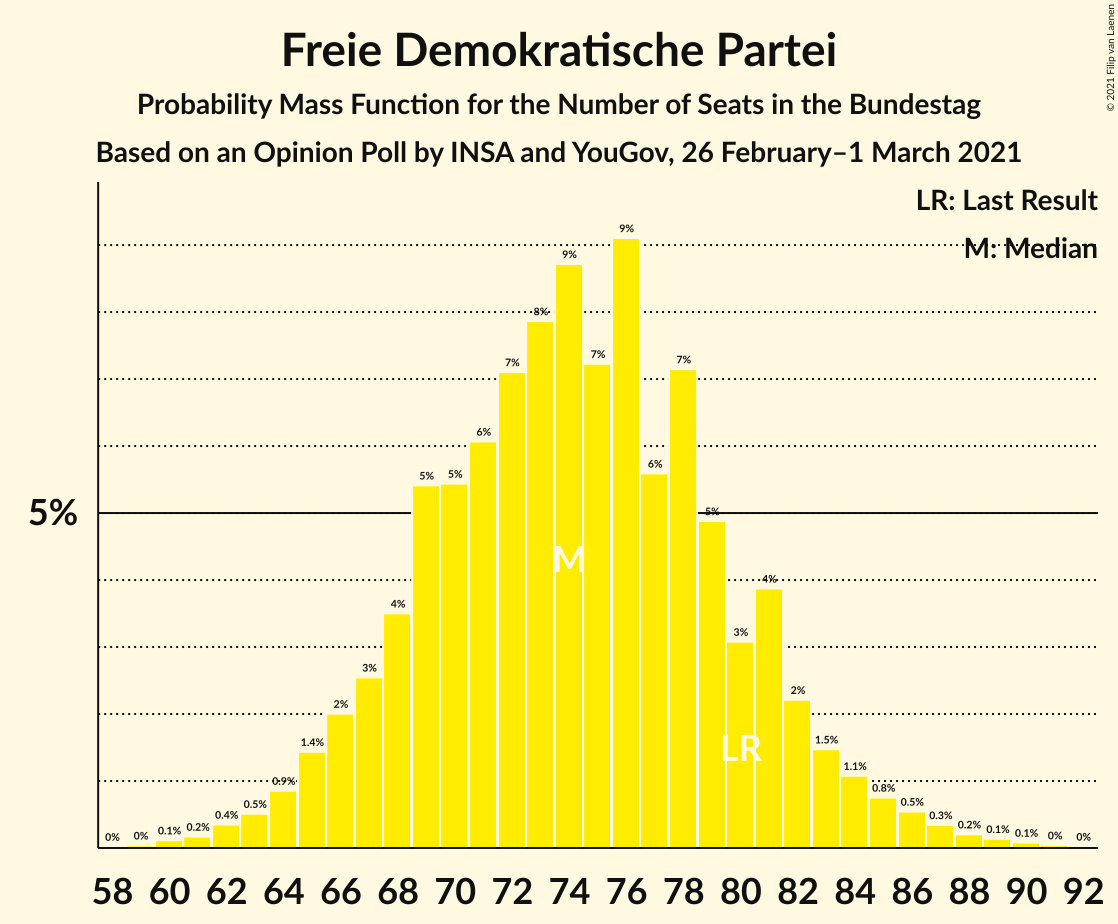 © 2021 Filip van Laenen
Freie Demokratische Partei
Probability Mass Function for the Number of Seats in the Bundestag
Based on an Opinion Poll by INSA and YouGov, 26 February–1 March 2021
LR: Last Result
M: Median
5%
0% 0% 0.1% 0.2% 0.4% 0.5% 0.9% 1.4% 2% 3% 4% 5% 5% 6% 7% 8% 9% 7% 9% 6% 7% 5% 3% 4% 2% 1.5% 1.1% 0.8% 0.5% 0.3% 0.2% 0.1% 0.1% 0% 0%
M
LR
58 60 62 64 66 68 70 72 74 76 78 80 82 84 86 88 90 92